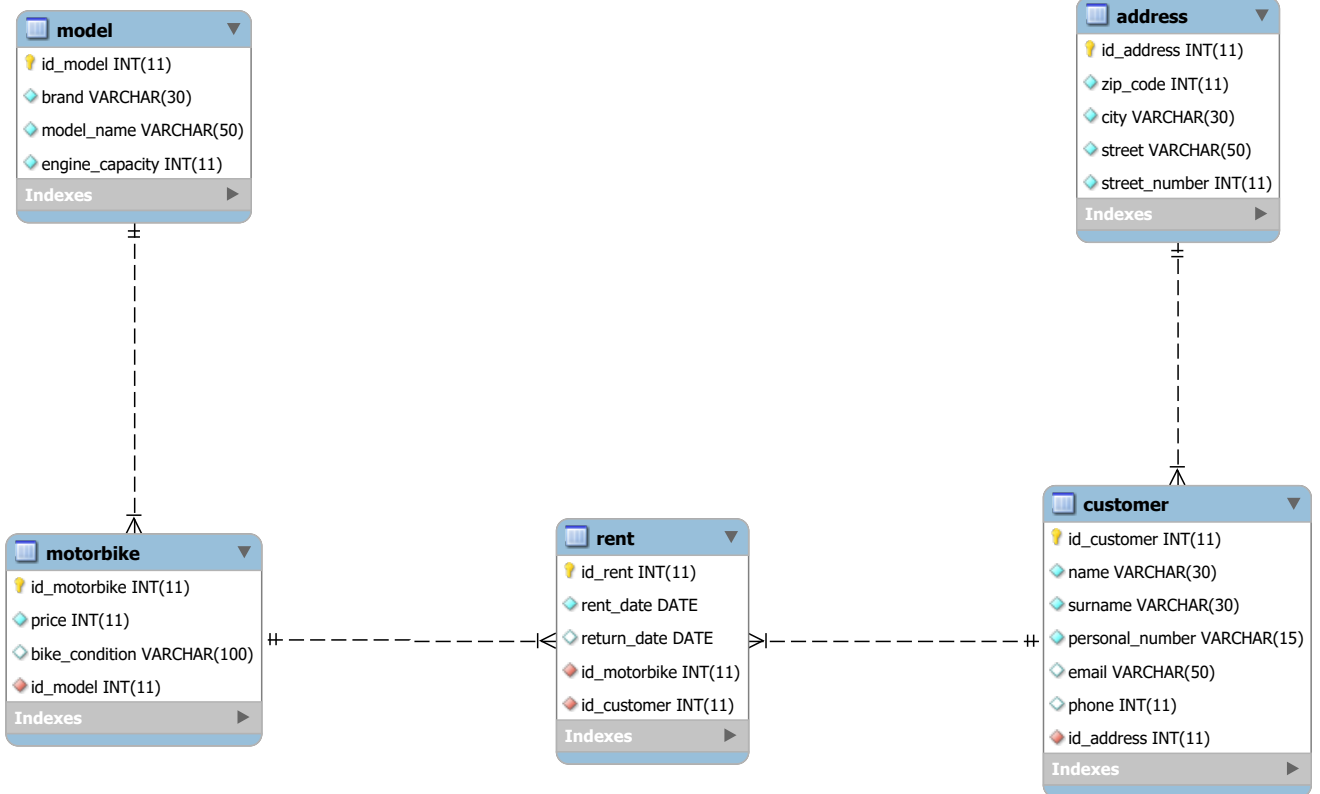 model
id_model INT(11)
brand VARCHAR(30)
model_name VARCHAR(50)
engine_capacity INT(11)
Indexes
address
id_address INT(11)
zip_code INT(11)
city VARCHAR(30)
street VARCHAR(50)
street_number INT(11)
Indexes
motorbike
id_motorbike INT(11)
price INT(11)
bike_condition VARCHAR(100)
id_model INT(11)
Indexes
rent
id_rent INT(11)
rent_date DATE
return_date DATE
id_motorbike INT(11)
id_customer INT(11)
Indexes
customer
id_customer INT(11)
name VARCHAR(30)
surname VARCHAR(30)
personal_number VARCHAR(15)
email VARCHAR(50)
phone INT(11)
id_address INT(11)
Indexes